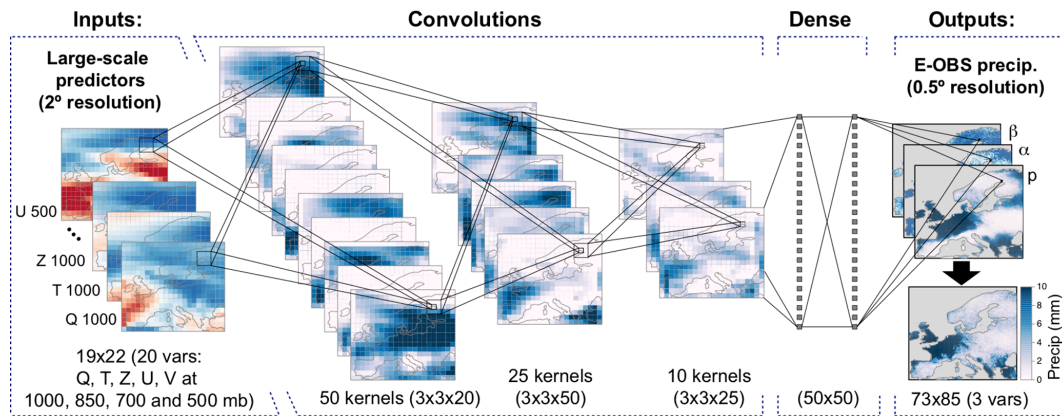 Inputs:
Convolutions
Dense
Outputs:
Large-scale
predictors
(2º resolution)
E-OBS precip.
(0.5º resolution)
β
α
p
U 500
Z 1000
T 1000
Q 1000
10
8
6
4
2
0
Precip (mm)
19x22 (20 vars:
Q, T, Z, U, V at
1000, 850, 700 and 500 mb)
50 kernels (3x3x20)
25 kernels
(3x3x50)
10 kernels
(3x3x25)
(50x50)
73x85 (3 vars)